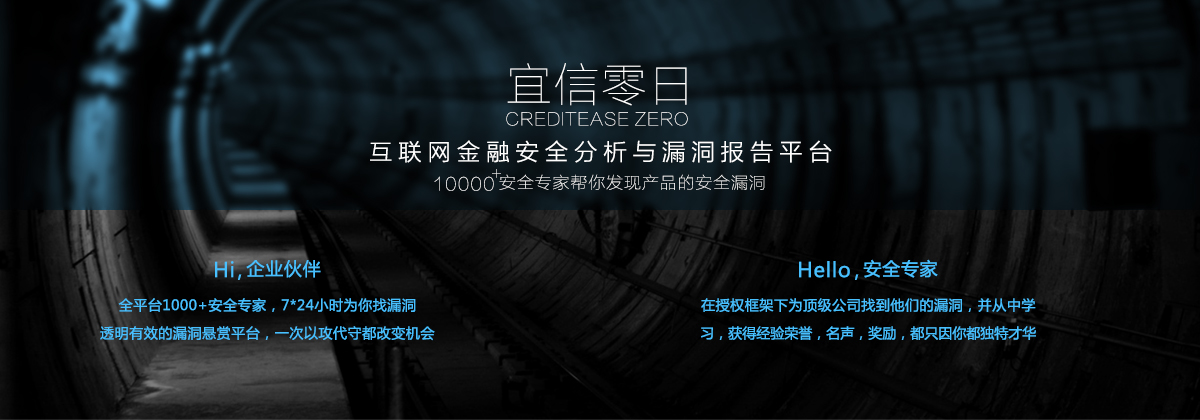 宜信零日
CREDITEASE ZERO
互联网金融安全分析与漏洞报告平台
10000+安全专家帮你发现产品的安全漏洞
Hi, 企业伙伴
全平台1000+安全专家，7*24小时为你找漏洞
透明有效的漏洞悬赏平台，一次以攻代守都改变机会
Hello, 安全专家
在授权框架下为顶级公司找到他们的漏洞，并从中学
习，获得经验荣誉，名声，奖励，都只因你都独特才华